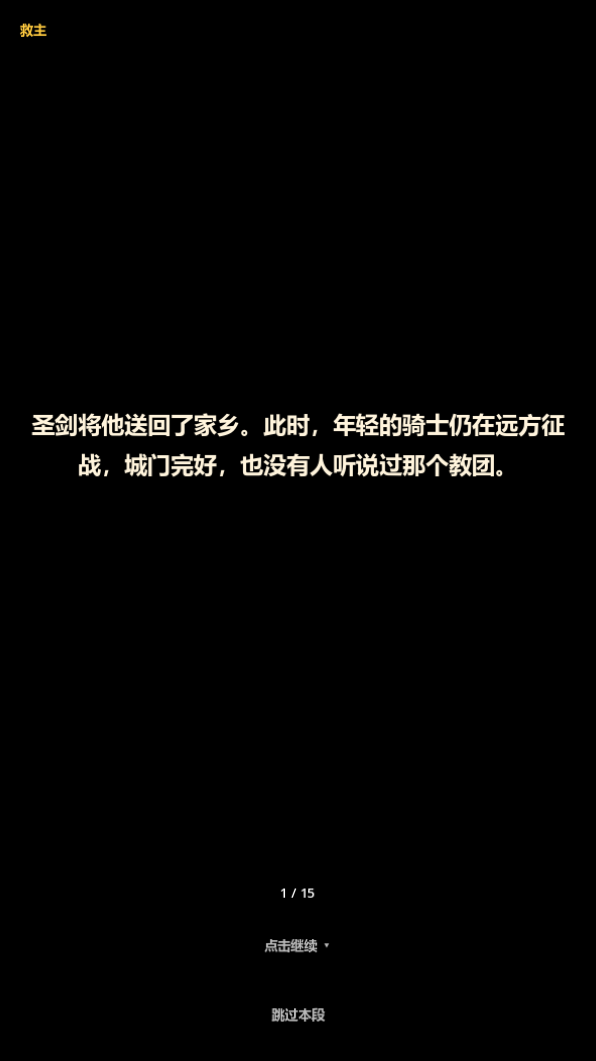 救主
圣剑将他送回了家乡。此时，年轻的骑士仍在远方征
战，城门完好，也没有人听说过那个教团。
1 / 15
点击继续 ▾
跳过本段